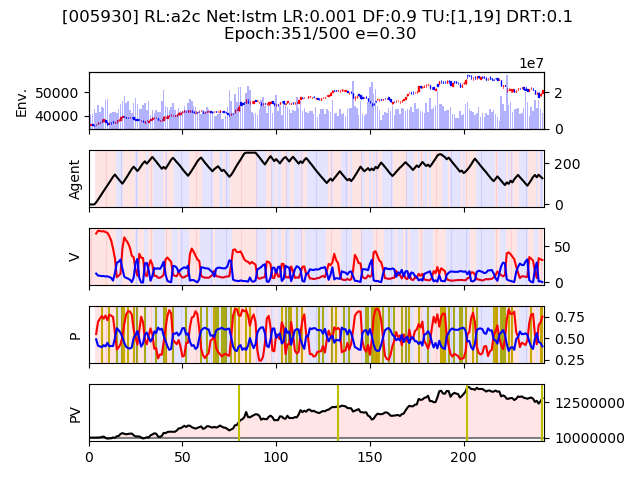 [005930] RL:a2c Net:lstm LR:0.001 DF:0.9 TU:[1,19] DRT:0.1
Epoch:351/500 e=0.30
1e7
Env.
50000
40000
2
0
Agent
200
0
V
50
0
P
0.75
0.50
0.25
PV
12500000
10000000
0
50
100
150
200